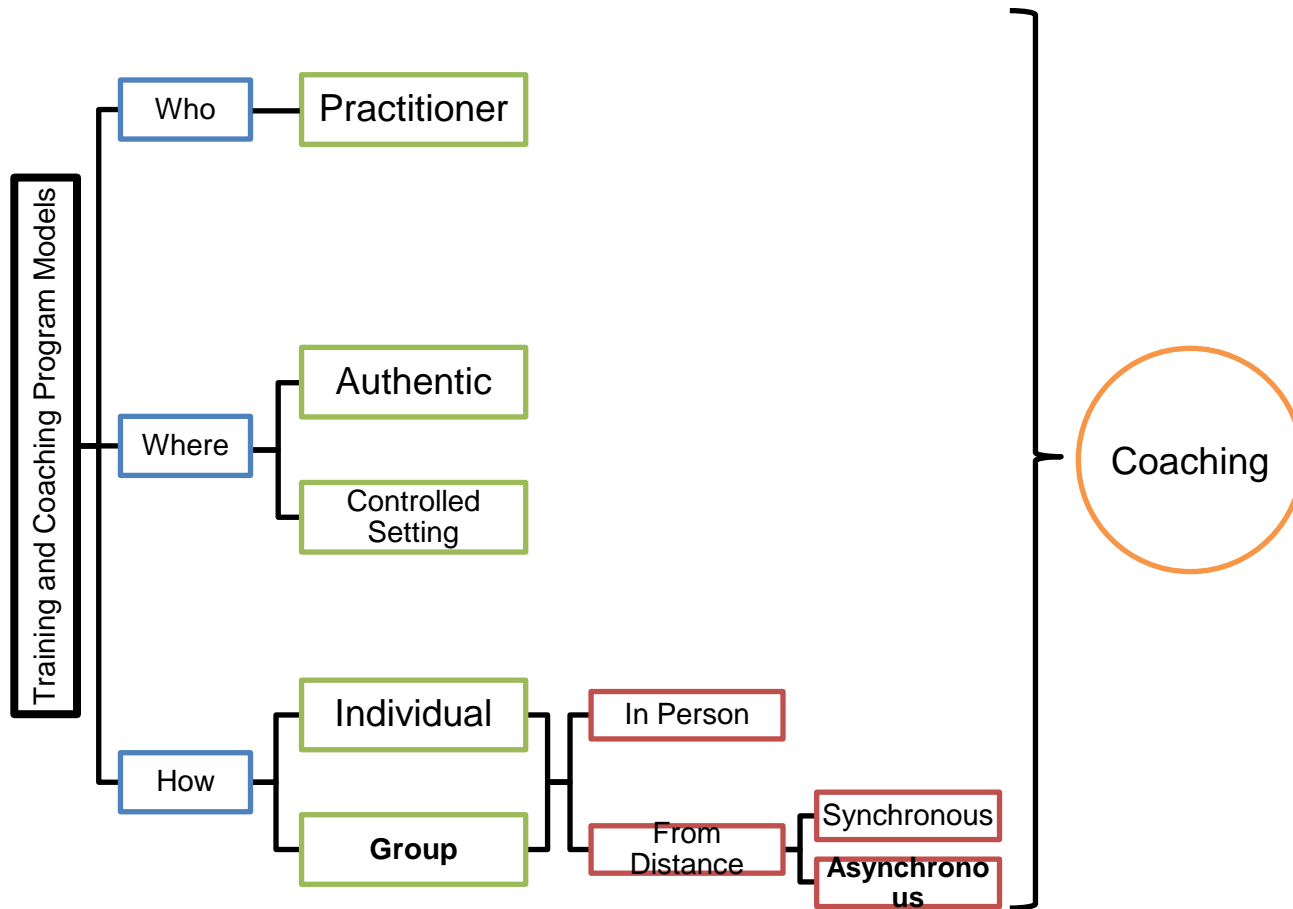 Training and Coaching Program Models
Who
Practitioner
Where
Authentic
Controlled
Setting
How
Individual
Group
In Person
From
Distance
Synchronous
Asynchrono
us
Coaching